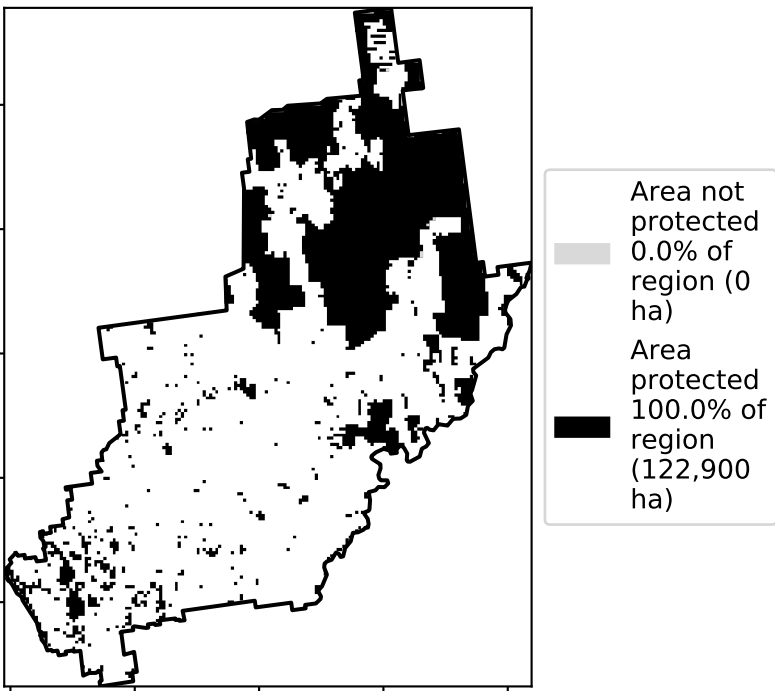 Area not
protected
0.0% of
region (0
ha)
Area
protected
100.0% of
region
(122,900
ha)